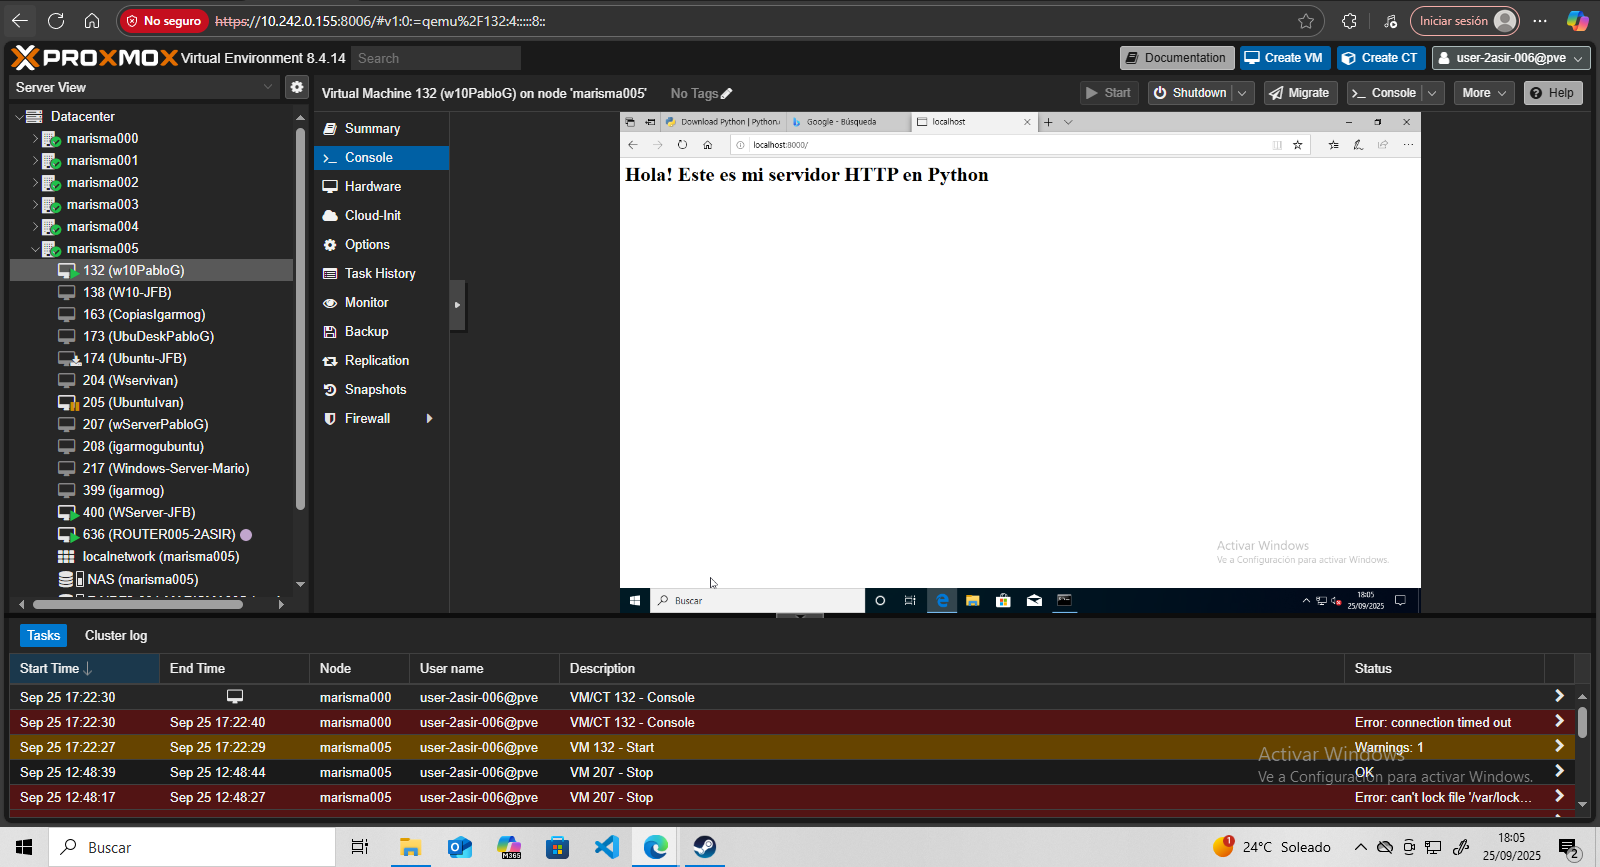 No seguro
https://10.242.0.155:8006/#v1:0:=qemu%2F132:4:::::8::
Iniciar sesión
PROXMOX Virtual Environment 8.4.14
Search
Documentation
Create VM
Create CT
user-2asir-006@pve
Server View
Virtual Machine 132 (w10PabloG) on node 'marisma005'
No Tags
Start
Shutdown
Migrate
Console
More
Help
Datacenter
marisma000
marisma001
marisma002
marisma003
marisma004
marisma005
132 (w10PabloG)
138 (W10-JFB)
163 (CopiasIgarmog)
173 (UbuDeskPabloG)
174 (Ubuntu-JFB)
204 (Wservivan)
205 (UbuntuIvan)
207 (wServerPabloG)
208 (igarmogubuntu)
217 (Windows-Server-Mario)
399 (igarmog)
400 (WServer-JFB)
636 (ROUTER005-2ASIR)
localnetwork (marisma005)
NAS (marisma005)
Summary
Console
Hardware
Cloud-Init
Options
Task History
Monitor
Backup
Replication
Snapshots
Firewall
Download Python | Python.
Google - Búsqueda
localhost
localhost:8000/
Hola! Este es mi servidor HTTP en Python
Activar Windows
Ve a Configuración para activar Windows.
Buscar
18:05
25/09/2025
Tasks
Cluster log
Start Time
End Time
Node
User name
Description
Status
Sep 25 17:22:30
marisma000
user-2asir-006@pve
VM/CT 132 - Console
Sep 25 17:22:30
Sep 25 17:22:40
marisma000
user-2asir-006@pve
VM/CT 132 - Console
Error: connection timed out
Sep 25 17:22:27
Sep 25 17:22:29
marisma005
user-2asir-006@pve
VM 132 - Start
Warnings: 1
Sep 25 12:48:39
Sep 25 12:48:44
marisma005
user-2asir-006@pve
VM 207 - Stop
OK
Sep 25 12:48:17
Sep 25 12:48:27
marisma005
user-2asir-006@pve
VM 207 - Stop
Error: can't lock file '/var/lock...
Activar Windows
Ve a Configuración para activar Windows.
Buscar
M365
1
24°C Soleado
18:05
25/09/2025
2